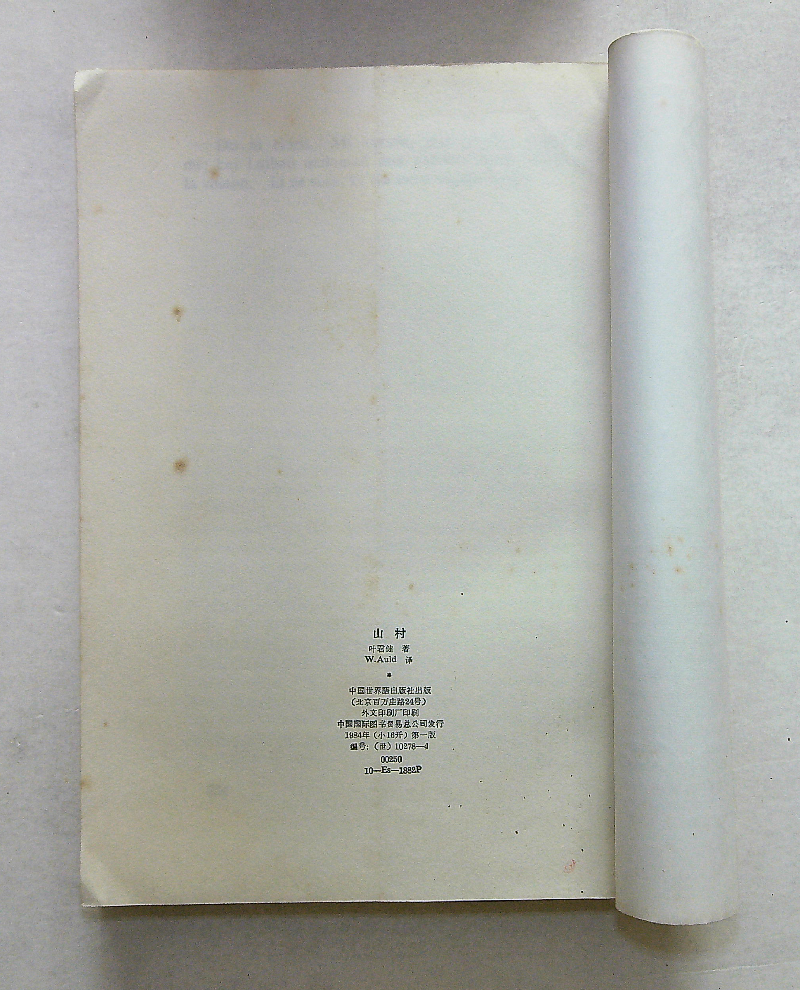 山村
叶君健 著
W.Auld 译
*
中国世界语出版社出版
(北京百万庄路24号)
外文印刷厂印刷
中国国际图书贸易总公司发行
1984年(小16开)第一版
编号:(世)10278—4
00250
10—Es—1882P